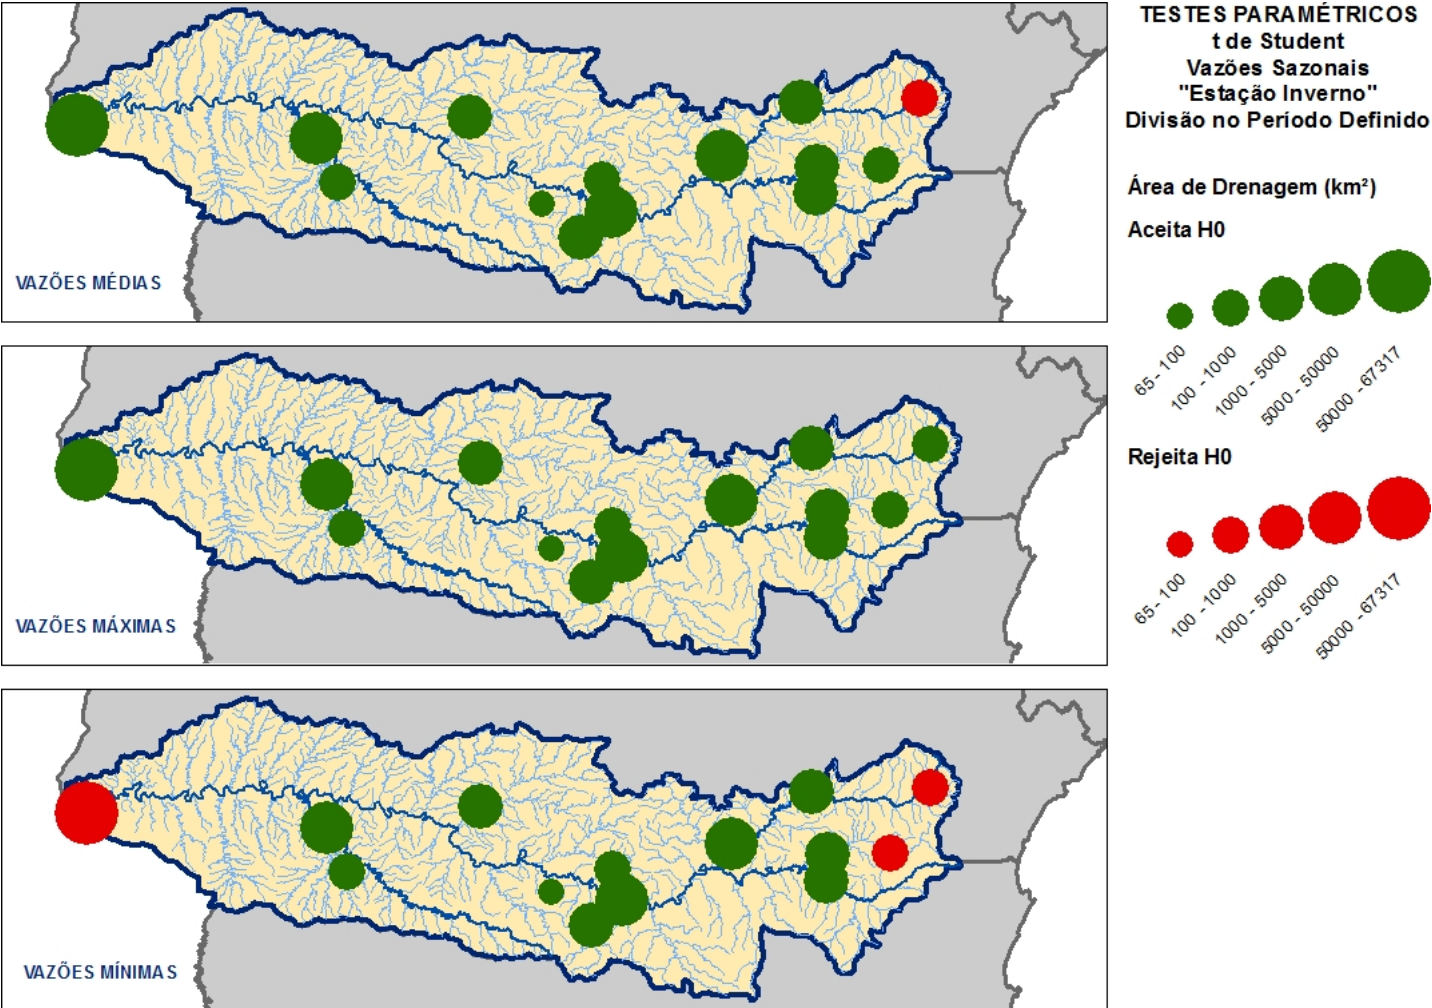 TESTES PARAMÉTRICOS
t de Student
Vazões Sazonais
"Estação Inverno"
Divisão no Período Definido
Área de Drenagem (km²)
Aceita H0
65 - 100
100 - 1000
1000 - 5000
5000 - 50000
50000 - 67317
Rejeita H0
65 - 100
100 - 1000
1000 - 5000
5000 - 50000
50000 - 67317
VAZÕES MÉDIAS
VAZÕES MÁXIMAS
VAZÕES MÍNIMAS